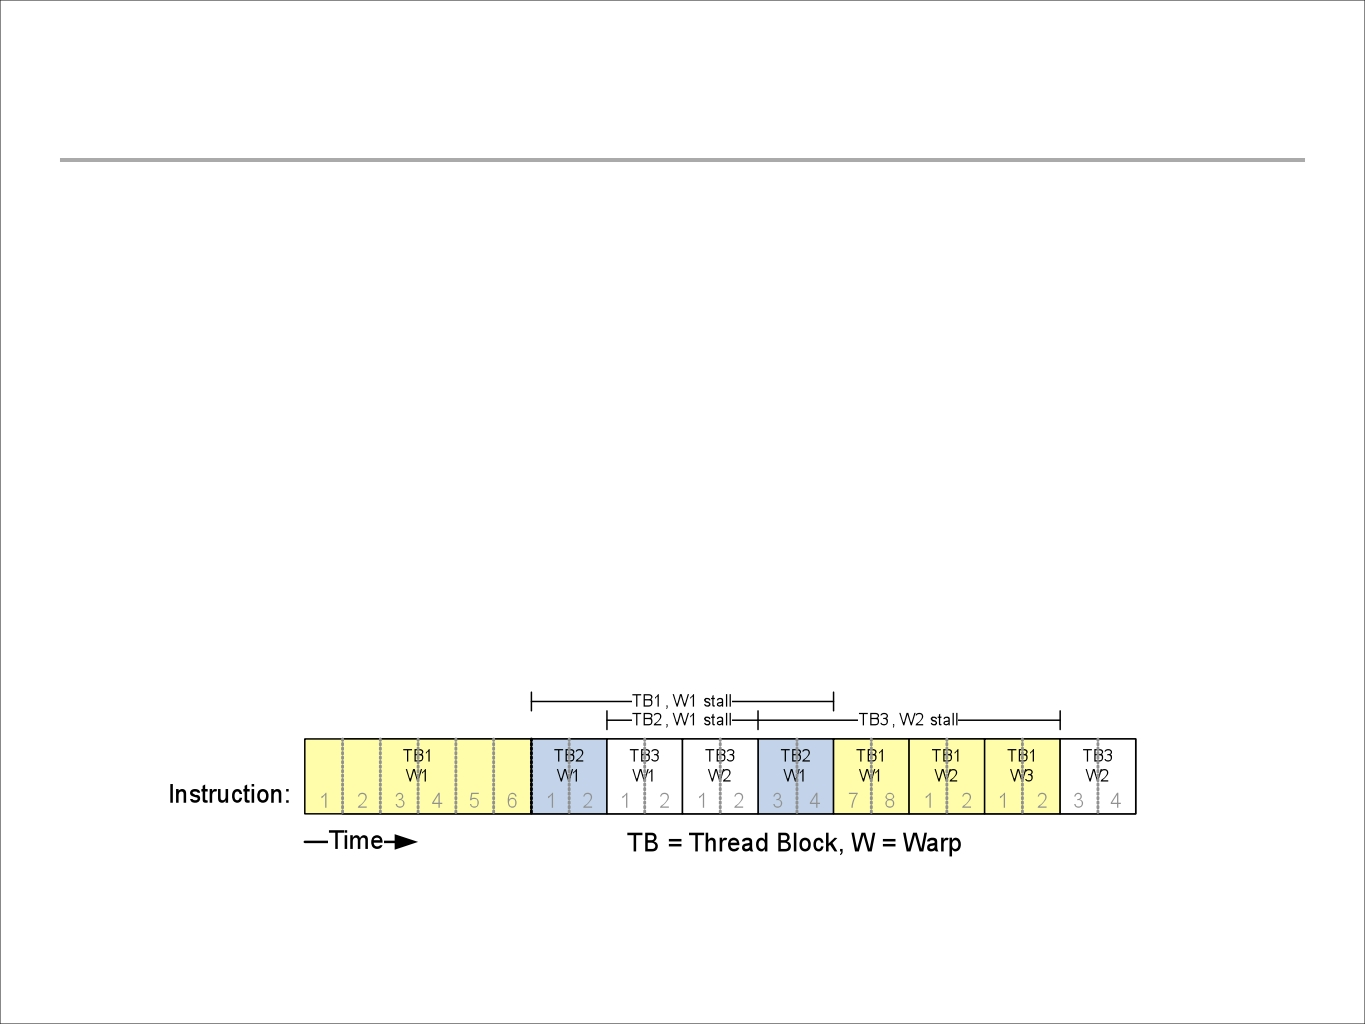 TB1, W1 stall
TB2, W1 stall TB3, W2 stall
TB1 TB2 TB3 TB3 TB2 TB1 TB1 TB1 TB3
W1 W1 W1 W2 W1 W1 W2 W3 W2
Instruction: 1 2 3 4 5 6 1 2 1 2 1 2 3 4 7 8 1 2 1 2 3 4
Time
TB = Thread Block, W = Warp